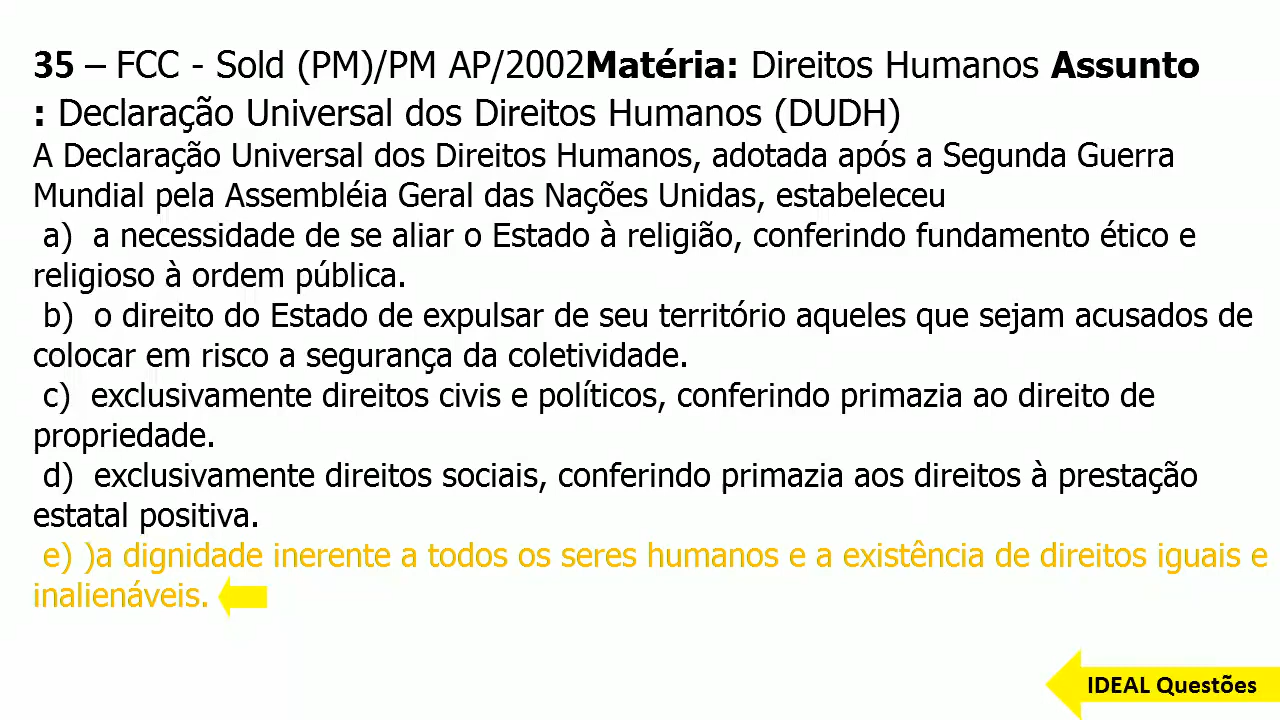 35 – FCC - Sold (PM)/PM AP/2002Matéria: Direitos Humanos Assunto
: Declaração Universal dos Direitos Humanos (DUDH)
A Declaração Universal dos Direitos Humanos, adotada após a Segunda Guerra
Mundial pela Assembléia Geral das Nações Unidas, estabeleceu
a) a necessidade de se aliar o Estado à religião, conferindo fundamento ético e
religioso à ordem pública.
b) o direito do Estado de expulsar de seu território aqueles que sejam acusados de
colocar em risco a segurança da coletividade.
c) exclusivamente direitos civis e políticos, conferindo primazia ao direito de
propriedade.
d) exclusivamente direitos sociais, conferindo primazia aos direitos à prestação
estatal positiva.
e) )a dignidade inerente a todos os seres humanos e a existência de direitos iguais e
inalienáveis.
IDEAL Questões